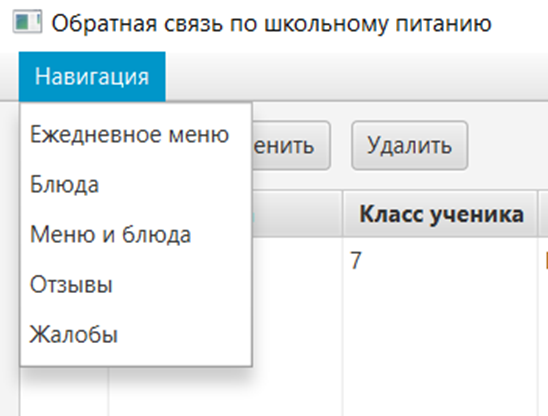 Обратная связь по школьному питанию
Навигация
Ежедневное меню
енить
Удалить
Блюда
Класс ученика
Меню и блюда
7
Отзывы
Жалобы